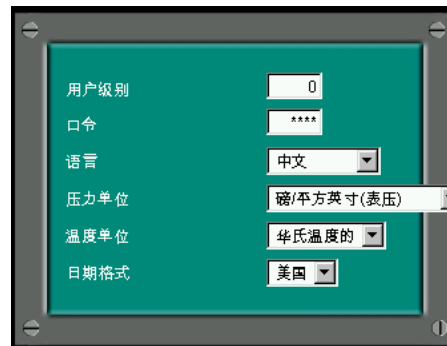 用户级别 0
口令 ****
语言 中文
压力单位 磅/平方英寸(表压)
温度单位 华氏温度的
日期格式 美国